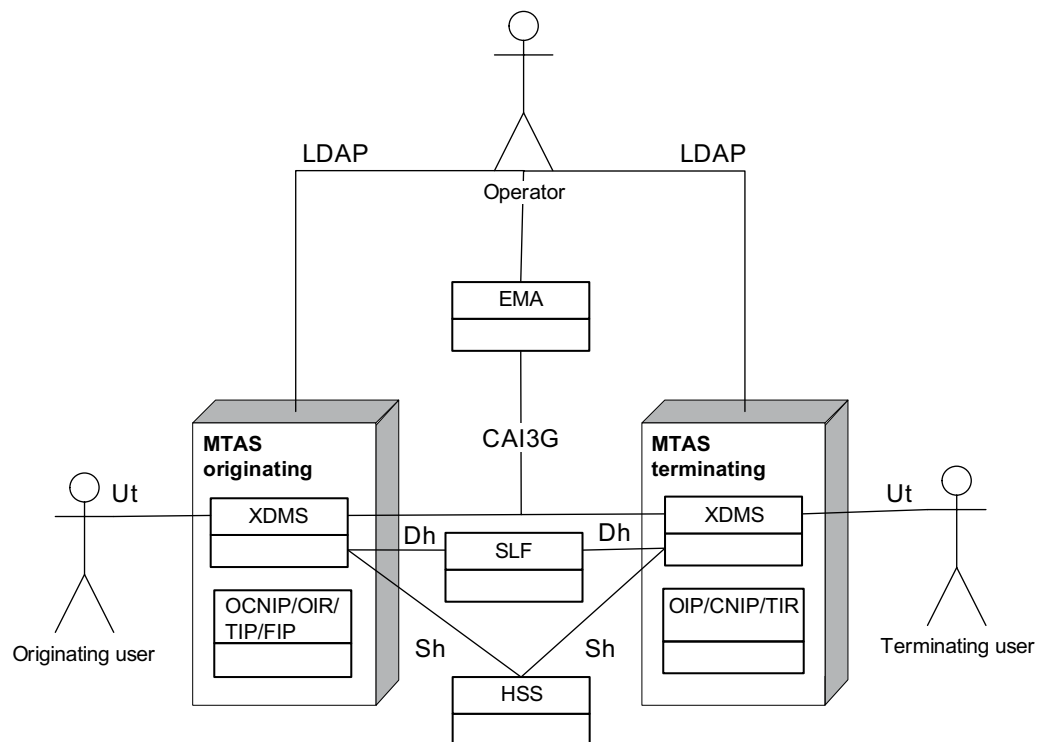 LDAP
LDAP
Operator
EMA
CAI3G
MTAS
originating
MTAS
terminating
Ut
Ut
XDMS
XDMS
Dh
Dh
SLF
OCNIP/OIR/
TIP/FIP
OIP/CNIP/TIR
Originating user
Terminating user
Sh
Sh
HSS